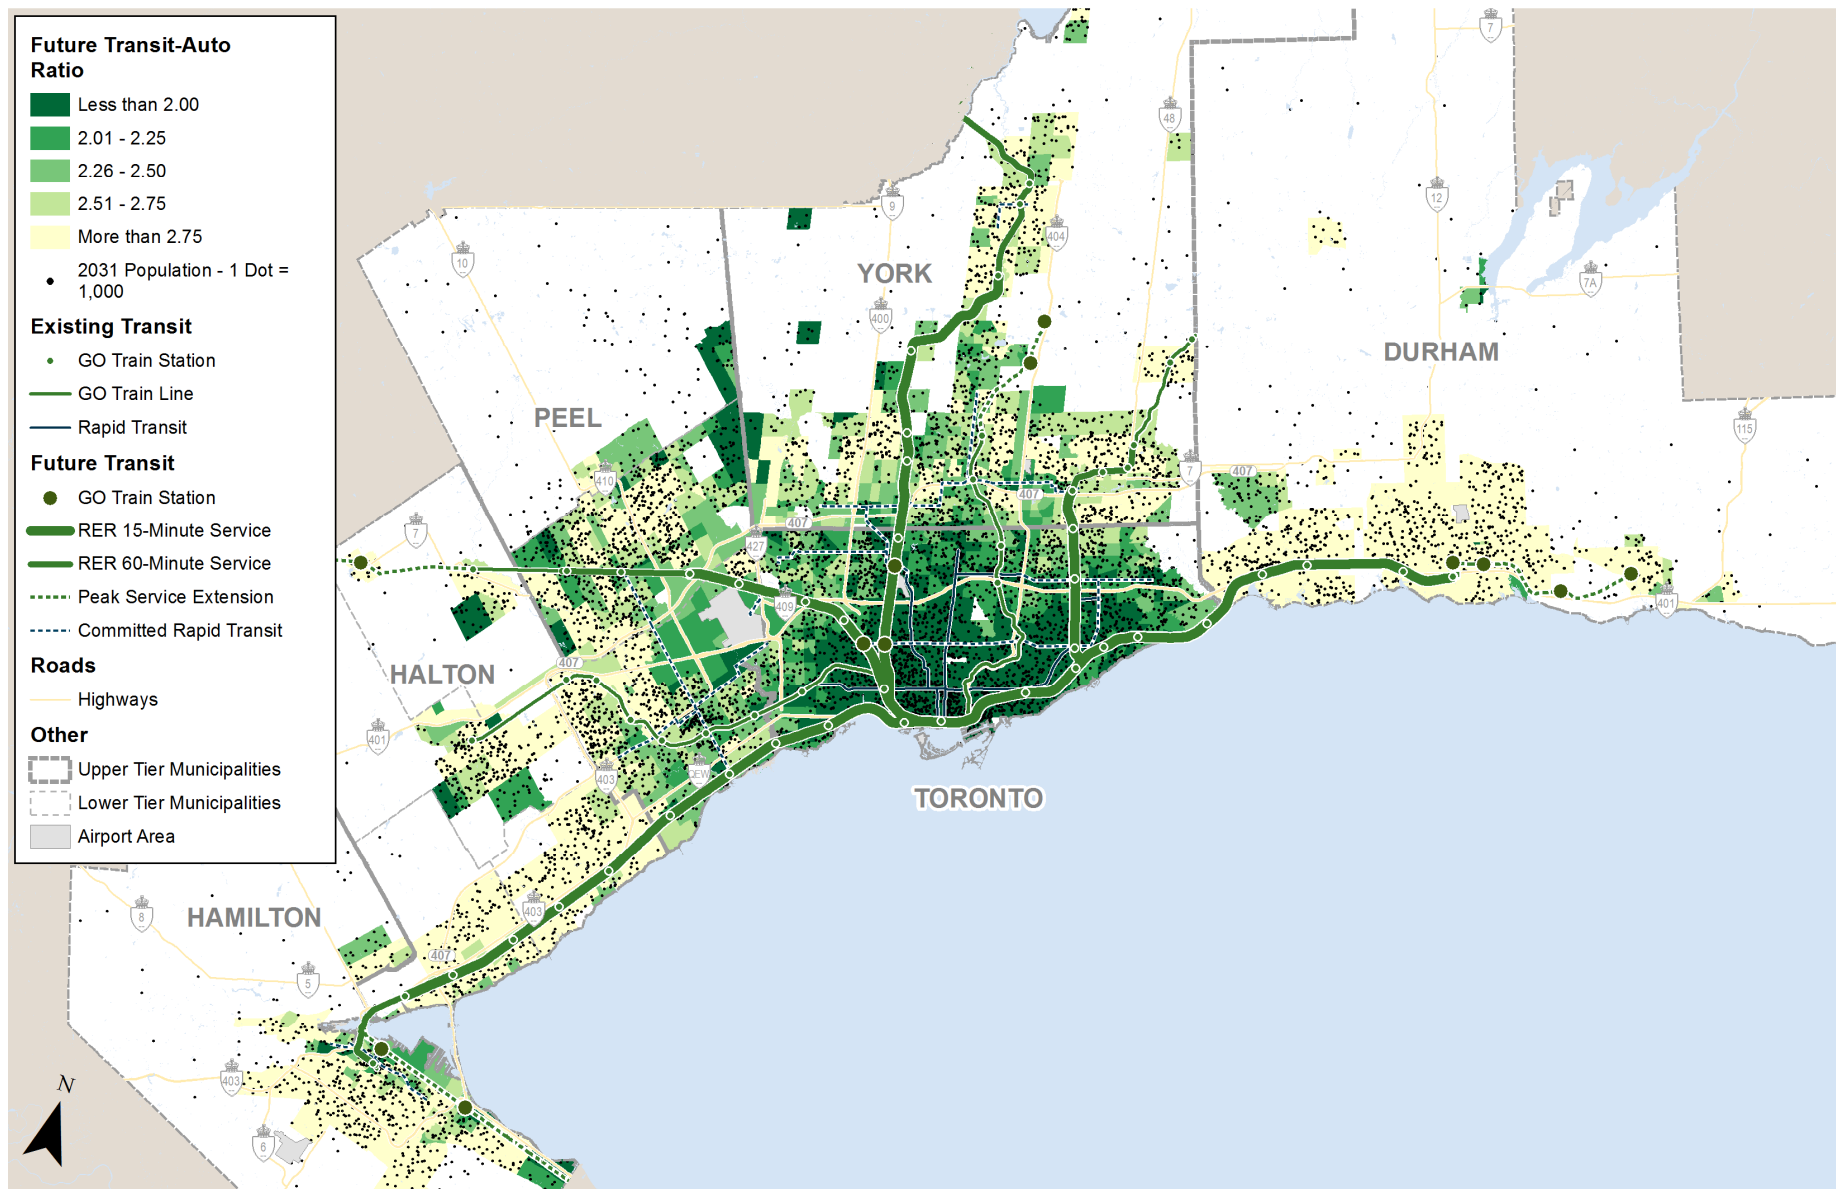 Future Transit-Auto
Ratio
Less than 2.00
2.01 - 2.25
2.26 - 2.50
2.51 - 2.75
More than 2.75
2031 Population - 1 Dot =
1,000
Existing Transit
GO Train Station
GO Train Line
Rapid Transit
Future Transit
GO Train Station
RER 15-Minute Service
RER 60-Minute Service
Peak Service Extension
Committed Rapid Transit
Roads
Highways
Other
Upper Tier Municipalities
Lower Tier Municipalities
Airport Area
N
7
48
9
12
404
10
YORK
7A
400
DURHAM
PEEL
115
410
7
407
407
407
7
427
409
401
407
HALTON
401
403
QEW
TORONTO
403
8
HAMILTON
407
5
403
6